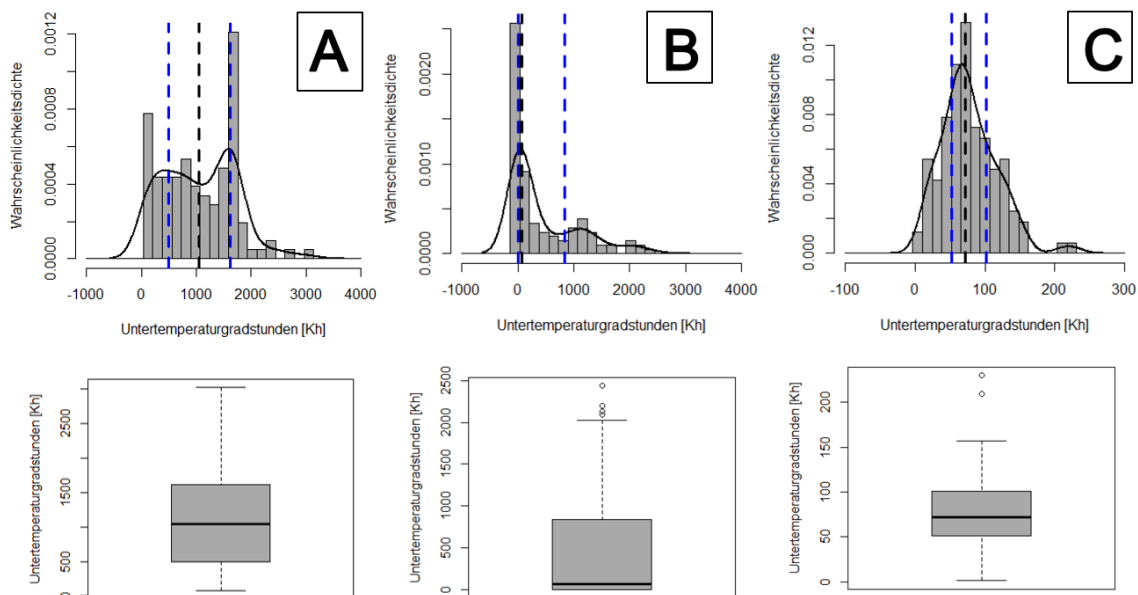 A
Wahrscheinlichkeitsdichte
0.0000 0.0004 0.0008 0.0012
-1000 0 1000 2000 3000 4000
Untertemperaturgradstunden [Kh]
B
Wahrscheinlichkeitsdichte
0.0000 0.0010 0.0020
-1000 0 1000 2000 3000 4000
Untertemperaturgradstunden [Kh]
C
Wahrscheinlichkeitsdichte
0.000 0.004 0.008 0.012
-100 0 100 200 300
Untertemperaturgradstunden [Kh]
Untertemperaturgradstunden [Kh]
500 1500 2500
Untertemperaturgradstunden [Kh]
0 500 1000 1500 2000 2500
Untertemperaturgradstunden [Kh]
0 50 100 150 200